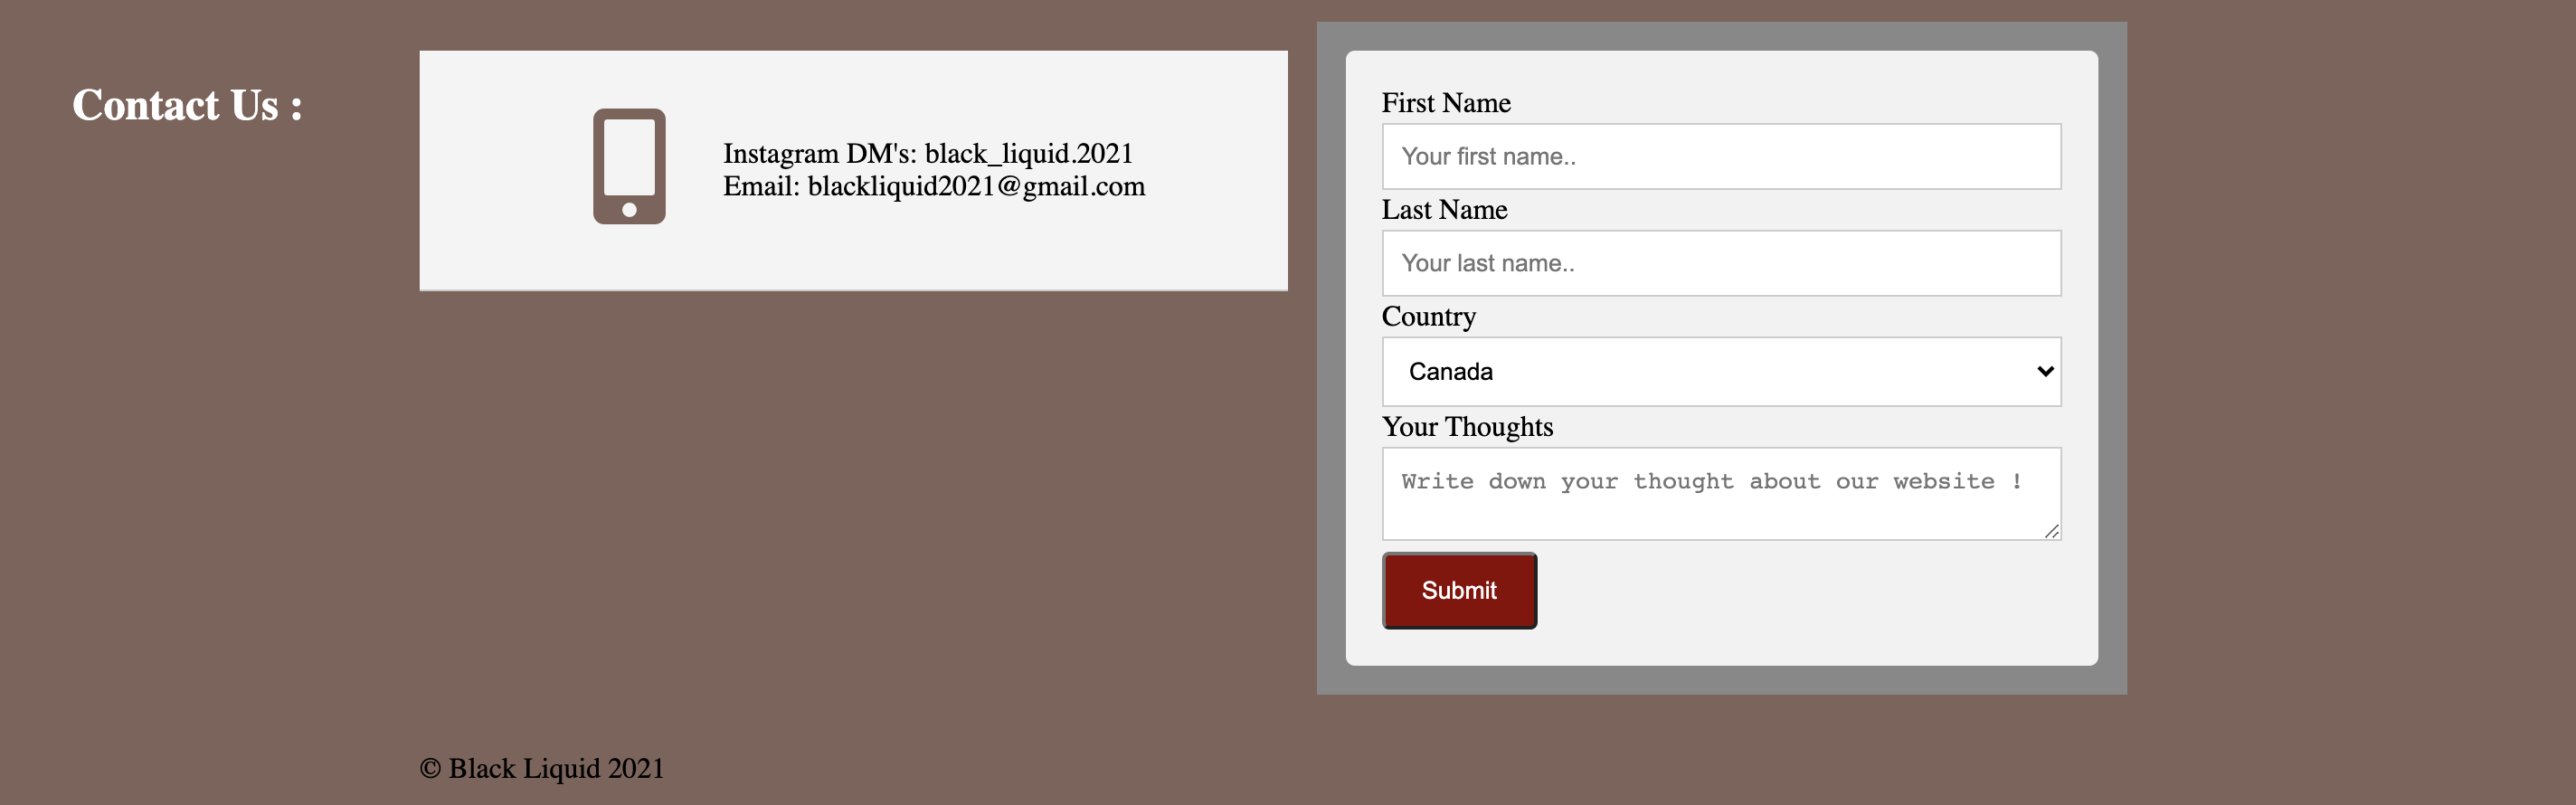 Contact Us :
Instagram DM's: black_liquid.2021
Email: blackliquid2021@gmail.com
First Name
Your first name..
Last Name
Your last name..
Country
Canada
Your Thoughts
Write down your thought about our website !
Submit
© Black Liquid 2021